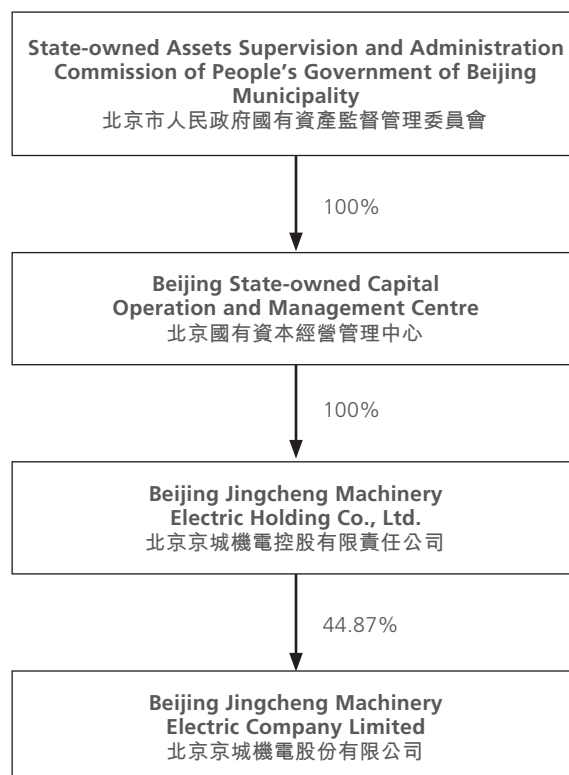 State-owned Assets Supervision and Administration
Commission of People's Government of Beijing
Municipality
北京市人民政府國有資產監督管理委員會
100%
Beijing State-owned Capital
Operation and Management Centre
北京國有資本經營管理中心
100%
Beijing Jingcheng Machinery
Electric Holding Co., Ltd.
北京京城機電控股有限責任公司
44.87%
Beijing Jingcheng Machinery
Electric Company Limited
北京京城機電股份有限公司